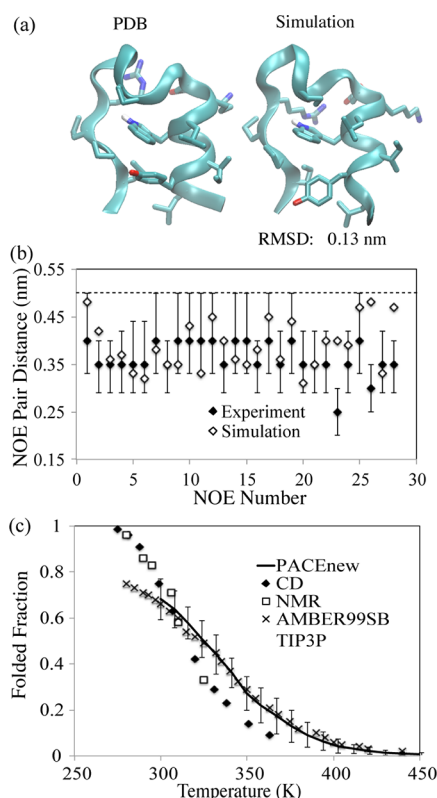 (a)
PDB
Simulation
RMSD: 0.13 nm
(b)
0.55
0.45
0.35
0.25
0.15
NOE Pair Distance (nm)
Experiment
Simulation
0 5 10 15 20 25 30
NOE Number
(c)
1
0.8
0.6
0.4
0.2
0
Folded Fraction
PACEnew
CD
NMR
AMBER99SB
TIP3P
250 300 350 400 450
Temperature (K)